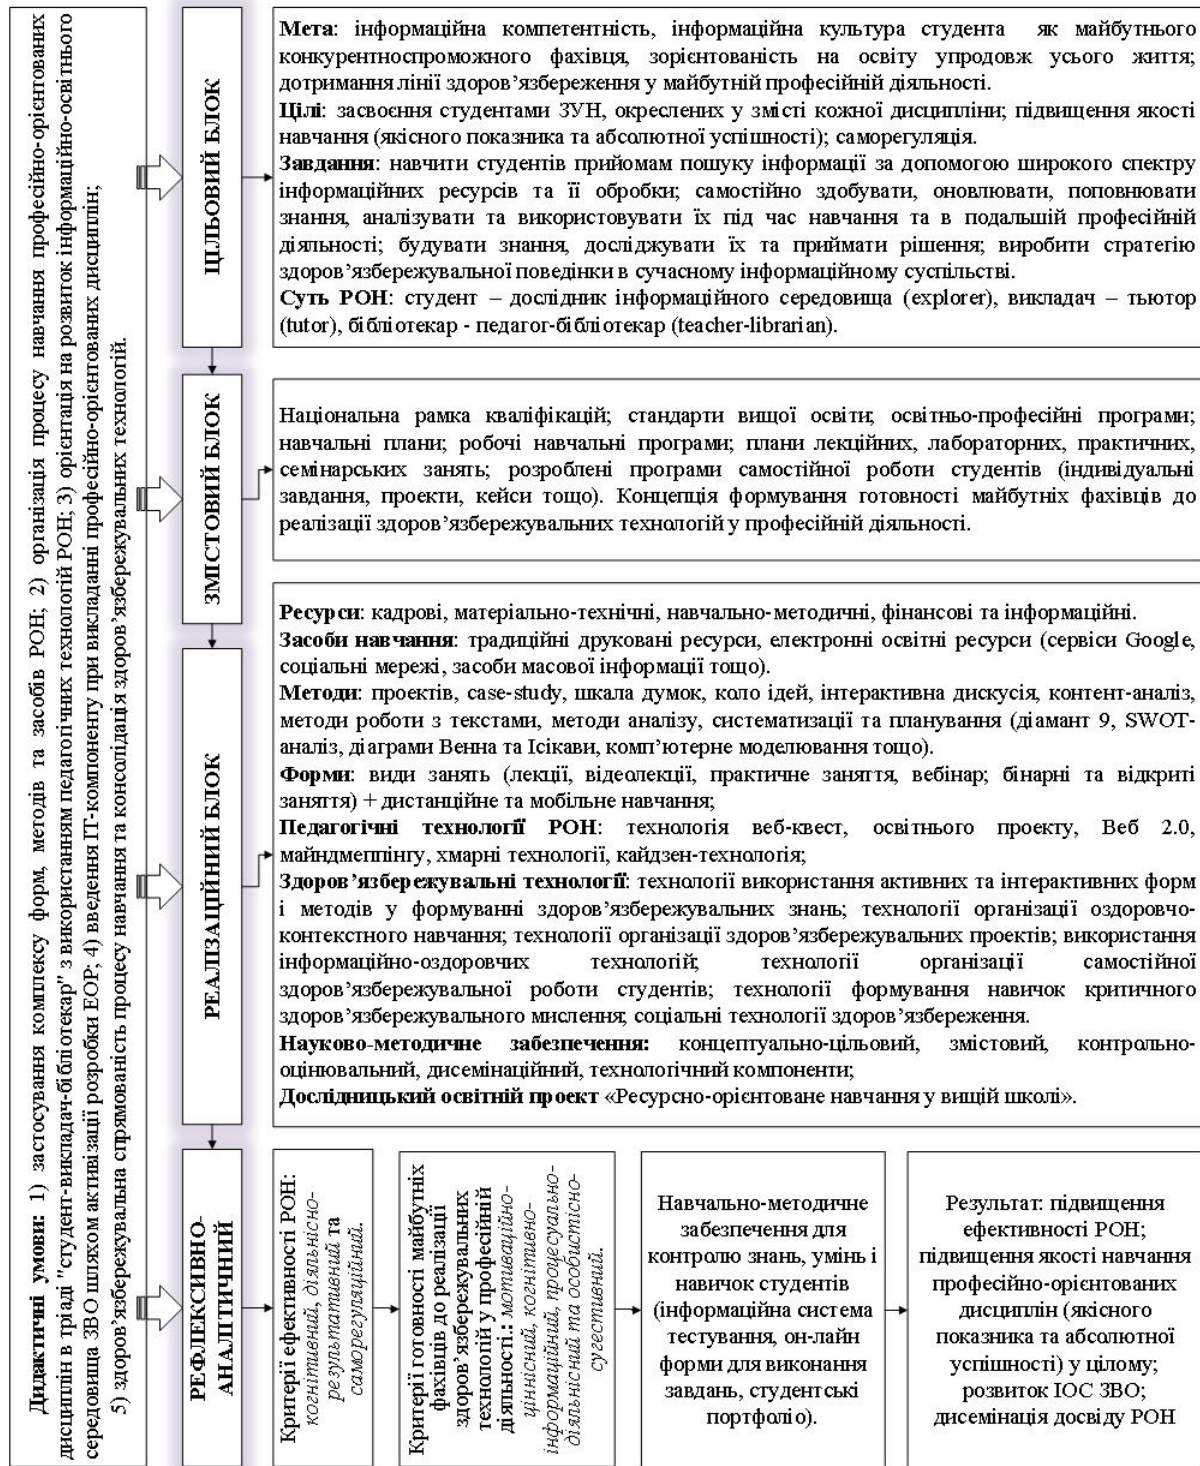 Дидактичні умови: 1) застосування комплексу форм, методів та засобів РОН; 2) організація процесу навчання професійно-орієнтованих
дисциплін в тріаді "студент-викладач-бібліотекар" з використанням педагогічних технологій РОН; 3) орієнтація на розвиток інформаційно-освітнього
середовища ЗВО шляхом активізації розробки ЕОР; 4) введення ІТ-компоненту при викладанні професійно-орієнтованих дисциплін;
5) здоров’язбережувальна спрямованість процесу навчання та консолідація здоров’язбережувальних технологій.
ЦІЛЬОВИЙ БЛОК
Мета: інформаційна компетентність, інформаційна культура студента як майбутнього
конкурентноспроможного фахівця, зорієнтованість на освіту упродовж усього життя;
дотримання лінії здоров’язбереження у майбутній професійній діяльності.
Цілі: засвоєння студентами ЗУН, окреслених у змісті кожної дисципліни; підвищення якості
навчання (якісного показника та абсолютної успішності); саморегуляція.
Завдання: навчити студентів прийомам пошуку інформації за допомогою широкого спектру
інформаційних ресурсів та її обробки; самостійно здобувати, оновлювати, поповнювати
знання, аналізувати та використовувати їх під час навчання та в подальшій професійній
діяльності; будувати знання, досліджувати їх та приймати рішення; виробити стратегію
здоров’язбережувальної поведінки в сучасному інформаційному суспільстві.
Суть РОН: студент – дослідник інформаційного середовища (explorer), викладач – тьютор
(tutor), бібліотекар - педагог-бібліотекар (teacher-librarian).
ЗМІСТОВИЙ БЛОК
Національна рамка кваліфікацій; стандарти вищої освіти; освітньо-професійні програми;
навчальні плани; робочі навчальні програми; плани лекційних, лабораторних, практичних,
семінарських занять; розроблені програми самостійної роботи студентів (індивідуальні
завдання, проекти, кейси тощо). Концепція формування готовності майбутніх фахівців до
реалізації здоров’язбережувальних технологій у професійній діяльності.
РЕАЛІЗАЦІЙНИЙ БЛОК
Ресурси: кадрові, матеріально-технічні, навчально-методичні, фінансові та інформаційні.
Засоби навчання: традиційні друковані ресурси, електронні освітні ресурси (сервіси Google,
соціальні мережі, засоби масової інформації тощо).
Методи: проектів, case-study, шкала думок, коло ідей, інтерактивна дискусія, контент-аналіз,
методи роботи з текстами, методи аналізу, систематизації та планування (діамант 9, SWOT-
аналіз, діаграми Венна та Ісікави, комп’ютерне моделювання тощо).
Форми: види занять (лекції, відеолекції, практичне заняття, вебінар; бінарні та відкриті
заняття) + дистанційне та мобільне навчання;
Педагогічні технології РОН: технологія веб-квест, освітнього проекту, Веб 2.0,
майндмеппінгу, хмарні технології, кайдзен-технологія;
Здоров’язбережувальні технології: технології використання активних та інтерактивних форм
і методів у формуванні здоров’язбережувальних знань; технології організації оздоровчо-
контекстного навчання; технології організації здоров’язбережувальних проектів; використання
інформаційно-оздоровчих технологій; технології організації самостійної
здоров’язбережувальної роботи студентів; технології формування навичок критичного
здоров’язбережувального мислення; соціальні технології здоров’язбереження.
Науково-методичне забезпечення: концептуально-цільовий, змістовий, контрольно-
оцінювальний, дисемінаційний, технологічний компоненти;
Дослідницький освітній проект «Ресурсно-орієнтоване навчання у вищій школі».
РЕФЛЕКСИВНО-
АНАЛІТИЧНИЙ
Критерії ефективності РОН:
когнітивний, діяльнісно-
результативний та
саморегуляційний.
Критерії готовності майбутніх
фахівців до реалізації
здоров’язбережувальних
технологій у професійній
діяльності.: мотиваційно-
ціннісний, когнітивно-
інформаційний, процесуально-
діяльнісний та особистісно-
сугестивний.
Навчально-методичне
забезпечення для
контролю знань, умінь і
навичок студентів
(інформаційна система
тестування, он-лайн
форми для виконання
завдань, студентські
портфоліо).
Результат: підвищення
ефективності РОН;
підвищення якості навчання
професійно-орієнтованих
дисциплін (якісного
показника та абсолютної
успішності) у цілому;
розвиток ІОС ЗВО;
дисемінація досвіду РОН